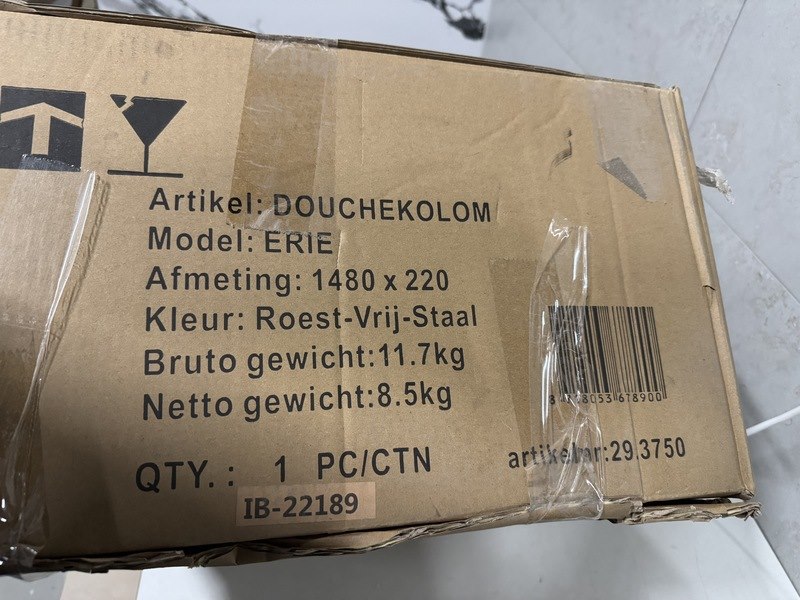 Artikel: DOUCHEKOLOM
Model: ERIE
Afmeting: 1480 x 220
Kleur: Roest-Vrij-Staal
Bruto gewicht:11.7kg
Netto gewicht:8.5kg
QTY. : 1 PC/CTN
artikelnr:29.3750
IB-22189